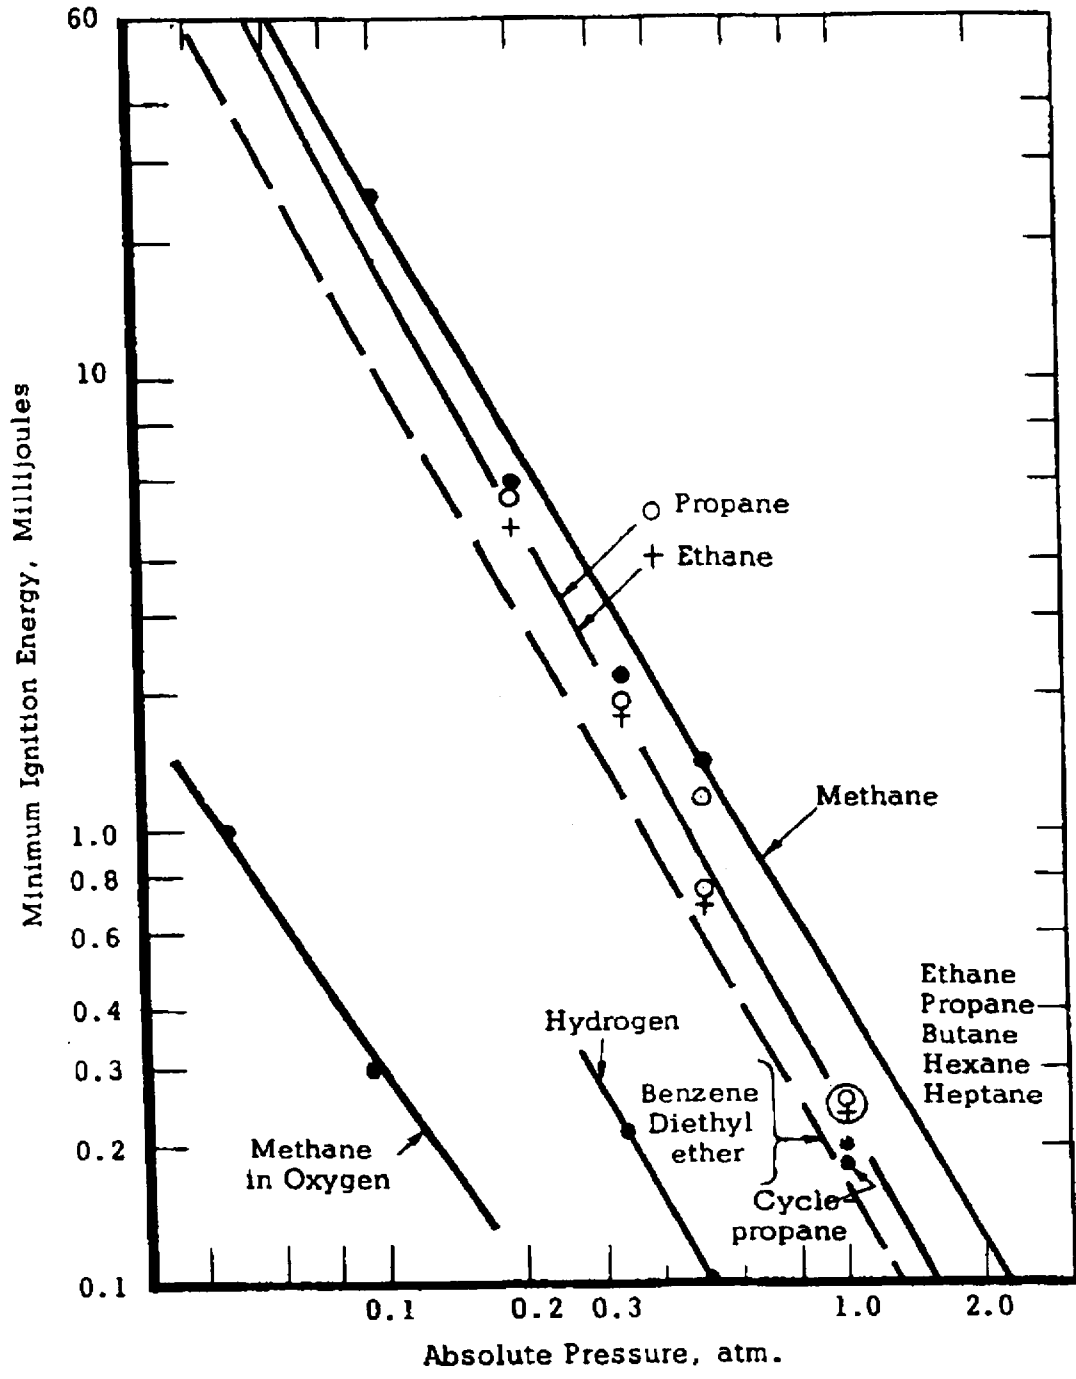 60
10
1.0
0.8
0.6
0.4
0.3
0.2
0.1
Minimum Ignition Energy, Millijoules
Propane
Ethane
Methane
Ethane
Propane
Butane
Hexane
Heptane
Hydrogen
Benzene
Diethyl
ether
Cyclo
propane
Methane
in Oxygen
0.1
0.2
0.3
1.0
2.0
Absolute Pressure, atm.